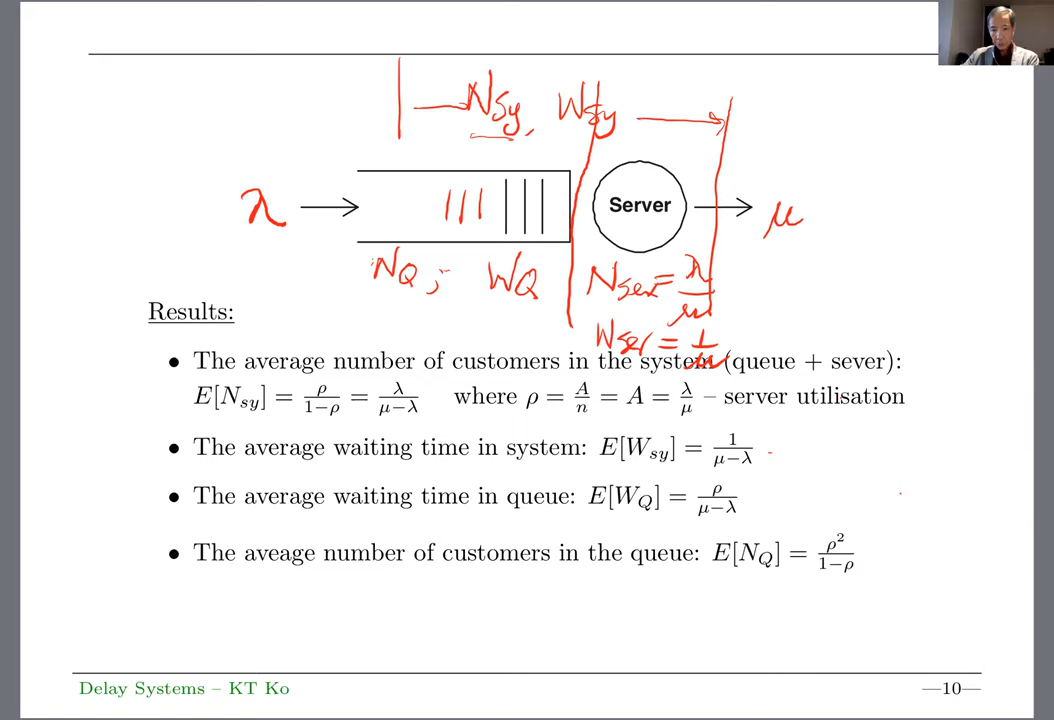 N_sy, W_sy
λ
Server
μ
N_Q; W_Q
N_ser = λ/μ
W_ser = 1/μ
Results:
• The average number of customers in the system (queue + sever):
E[N_sy] = ρ/(1−ρ) = λ/(μ−λ) where ρ = A/n = A = λ/μ – server utilisation
• The average waiting time in system: E[W_sy] = 1/(μ−λ)
• The average waiting time in queue: E[W_Q] = ρ/(μ−λ)
• The aveage number of customers in the queue: E[N_Q] = ρ²/(1−ρ)
Delay Systems – KT Ko
—10—